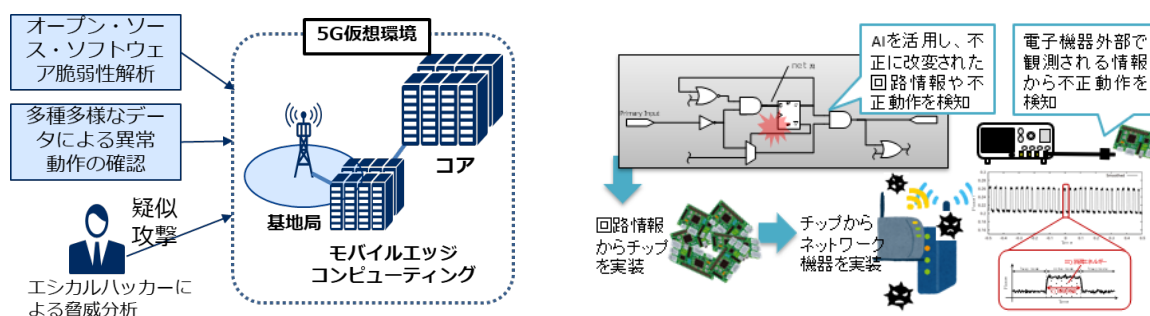 オープン・ソー
ス・ソフトウェ
ア脆弱性解析
多種多様なデー
タによる異常
動作の確認
疑似
攻撃
エシカルハッカーに
よる脅威分析
5G仮想環境
コア
基地局
モバイルエッジ
コンピューティング
net
Primary Input
AIを活用し、不
正に改変された
回路情報や不
正動作を検知
電子機器外部で
観測される情報
から不正動作を
検知
回路情報
からチップ
を実装
チップから
ネットワーク
機器を実装